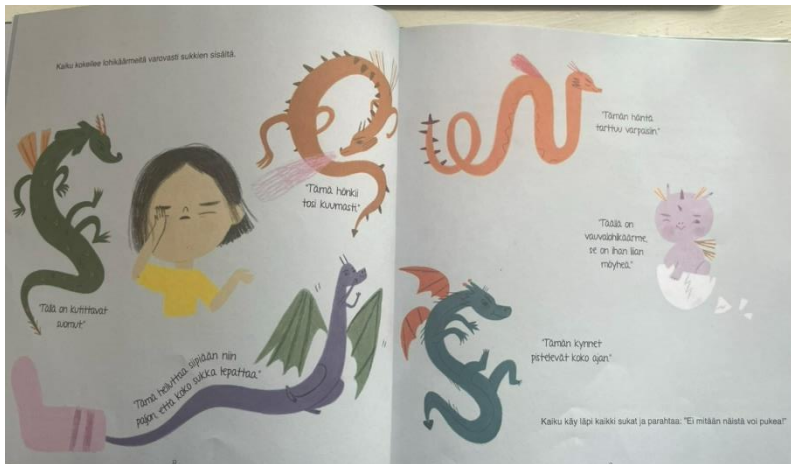 Kaiku kokeilee lohikäärmeitä varovasti sukkien sisältä.
"Tällä on kutittavat
suomut."
"Tämä hönkii
tosi kuumasti."
"Tämä heiluttaa siipiään niin
paljon, että koko sukka lepattaa."
"Tämän häntä
tarttuu varpaisiin."
"Täällä on
vauvalohikäärme,
se on ihan liian
möyheä."
"Tämän kynnet
pistelevät koko ajan."
Kaiku käy läpi kaikki sukat ja parahtaa: "Ei mitään näistä voi pukea!"